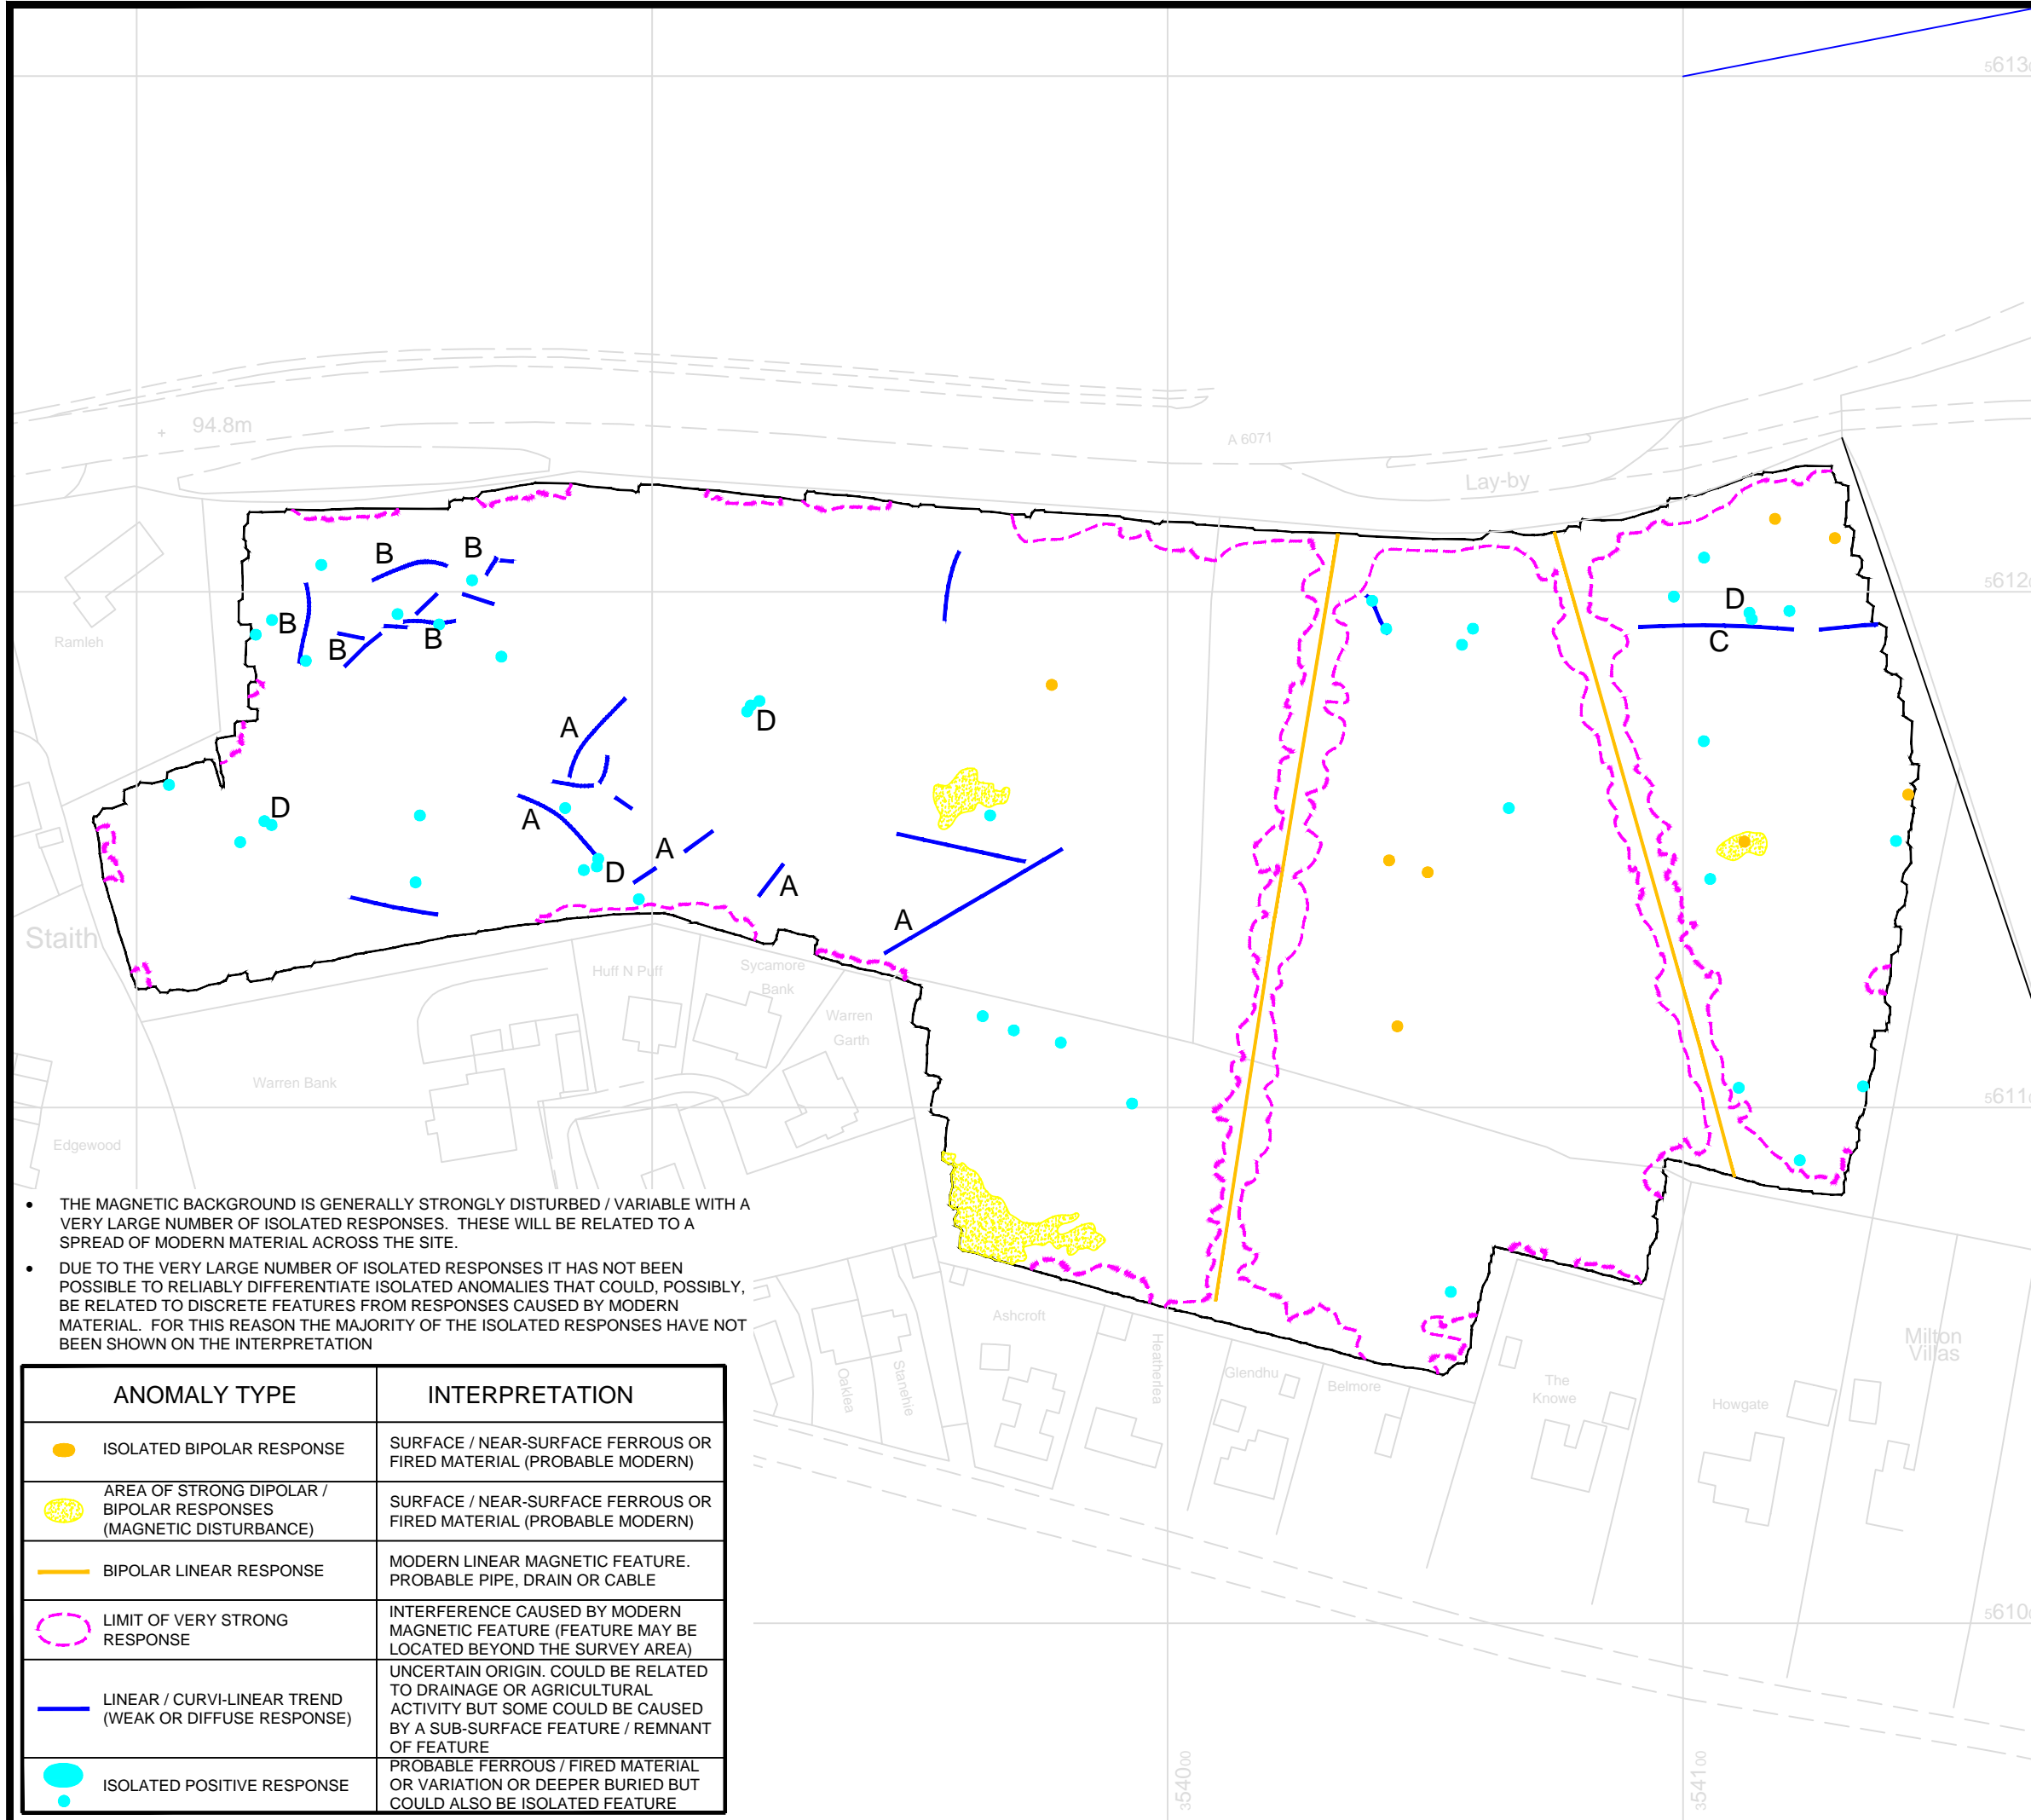 5613
94.8m
A 6071
Lay-by
B
B
5612
Ramleh
B
D
B
B
C
A
D
D
A
A
D
A
A
Staith
Huff N Puff
Sycamore
Bank
Warren
Garth
Warren Bank
5611
Edgewood
• THE MAGNETIC BACKGROUND IS GENERALLY STRONGLY DISTURBED / VARIABLE WITH A
VERY LARGE NUMBER OF ISOLATED RESPONSES. THESE WILL BE RELATED TO A
SPREAD OF MODERN MATERIAL ACROSS THE SITE.
• DUE TO THE VERY LARGE NUMBER OF ISOLATED RESPONSES IT HAS NOT BEEN
POSSIBLE TO RELIABLY DIFFERENTIATE ISOLATED ANOMALIES THAT COULD, POSSIBLY,
BE RELATED TO DISCRETE FEATURES FROM RESPONSES CAUSED BY MODERN
MATERIAL. FOR THIS REASON THE MAJORITY OF THE ISOLATED RESPONSES HAVE NOT
BEEN SHOWN ON THE INTERPRETATION
Ashcroft
Heatherlea
Glendhu
Belmore
The
Knowe
Howgate
Milton
Villas
Oaklea
Stanehie
ANOMALY TYPE
INTERPRETATION
ISOLATED BIPOLAR RESPONSE
SURFACE / NEAR-SURFACE FERROUS OR
FIRED MATERIAL (PROBABLE MODERN)
AREA OF STRONG DIPOLAR /
BIPOLAR RESPONSES
(MAGNETIC DISTURBANCE)
SURFACE / NEAR-SURFACE FERROUS OR
FIRED MATERIAL (PROBABLE MODERN)
BIPOLAR LINEAR RESPONSE
MODERN LINEAR MAGNETIC FEATURE.
PROBABLE PIPE, DRAIN OR CABLE
LIMIT OF VERY STRONG
RESPONSE
INTERFERENCE CAUSED BY MODERN
MAGNETIC FEATURE (FEATURE MAY BE
LOCATED BEYOND THE SURVEY AREA)
LINEAR / CURVI-LINEAR TREND
(WEAK OR DIFFUSE RESPONSE)
UNCERTAIN ORIGIN. COULD BE RELATED
TO DRAINAGE OR AGRICULTURAL
ACTIVITY BUT SOME COULD BE CAUSED
BY A SUB-SURFACE FEATURE / REMNANT
OF FEATURE
ISOLATED POSITIVE RESPONSE
PROBABLE FERROUS / FIRED MATERIAL
OR VARIATION OR DEEPER BURIED BUT
COULD ALSO BE ISOLATED FEATURE
5610
354000
354100